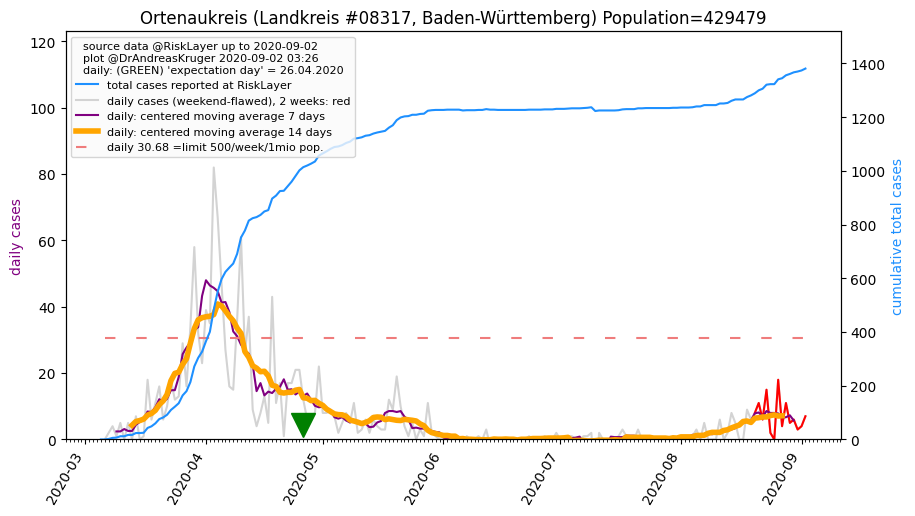 Ortenaukreis (Landkreis #08317, Baden-Württemberg) Population=429479
source data @RiskLayer up to 2020-09-02
plot @DrAndreasKruger 2020-09-02 03:26
daily: (GREEN) 'expectation day' = 26.04.2020
total cases reported at RiskLayer
daily cases (weekend-flawed), 2 weeks: red
daily: centered moving average 7 days
daily: centered moving average 14 days
daily 30.68 =limit 500/week/1mio pop.
daily cases
120
100
80
60
40
20
0
1400
1200
1000
800
600
400
200
0
cumulative total cases
2020-03
2020-04
2020-05
2020-06
2020-07
2020-08
2020-09